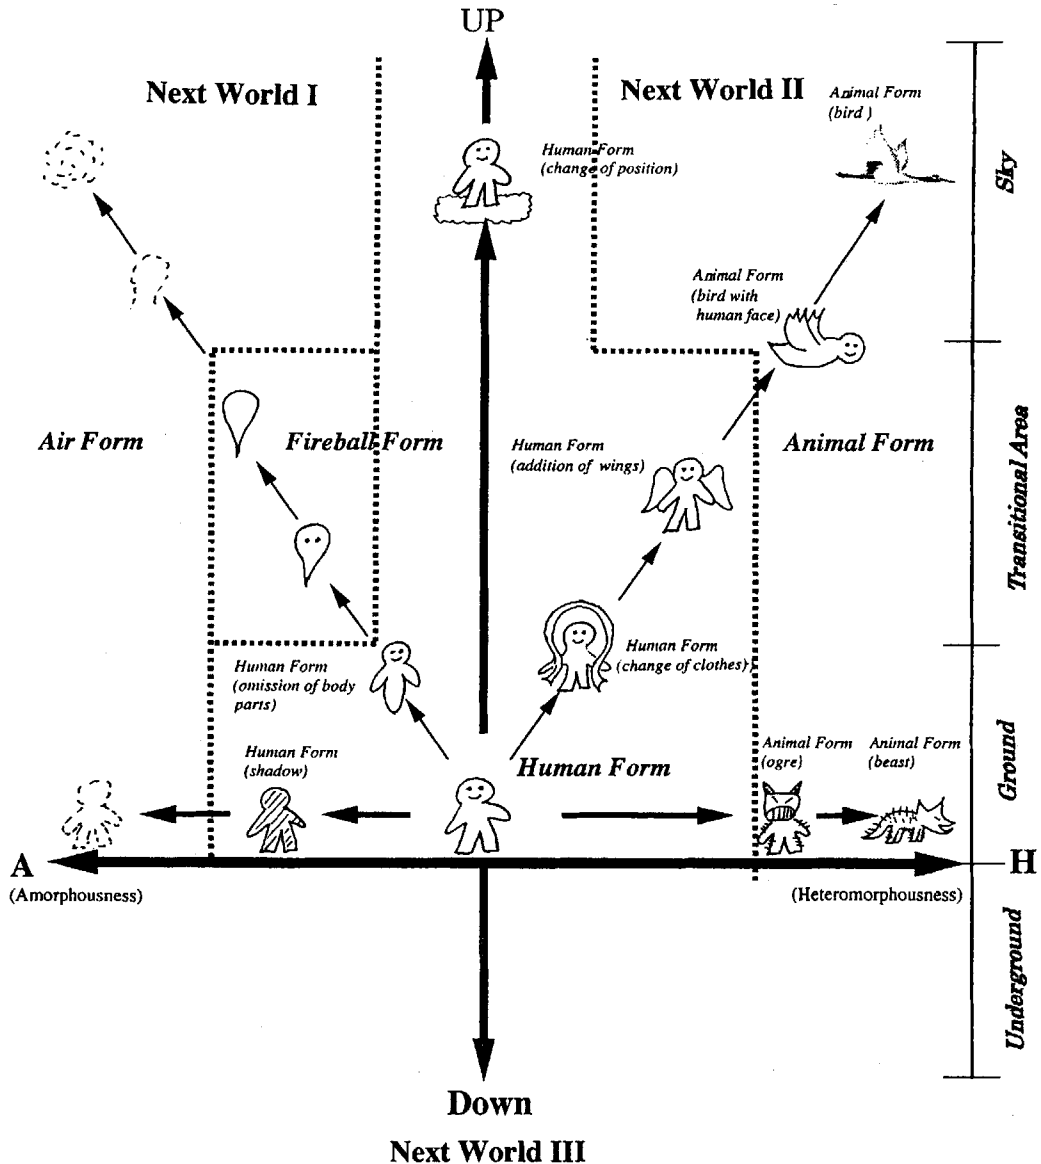 UP
Next World I
Next World II
Animal Form
(bird )
Human Form
(change of position)
Sky
Animal Form
(bird with
human face)
Air Form
Fireball Form
Human Form
(addition of wings)
Animal Form
Transitional Area
Human Form
(omission of body
parts)
Human Form
(change of clothes)
Human Form
(shadow)
Human Form
Animal Form
(ogre)
Animal Form
(beast)
Ground
A
(Amorphousness)
H
(Heteromorphousness)
Underground
Down
Next World III